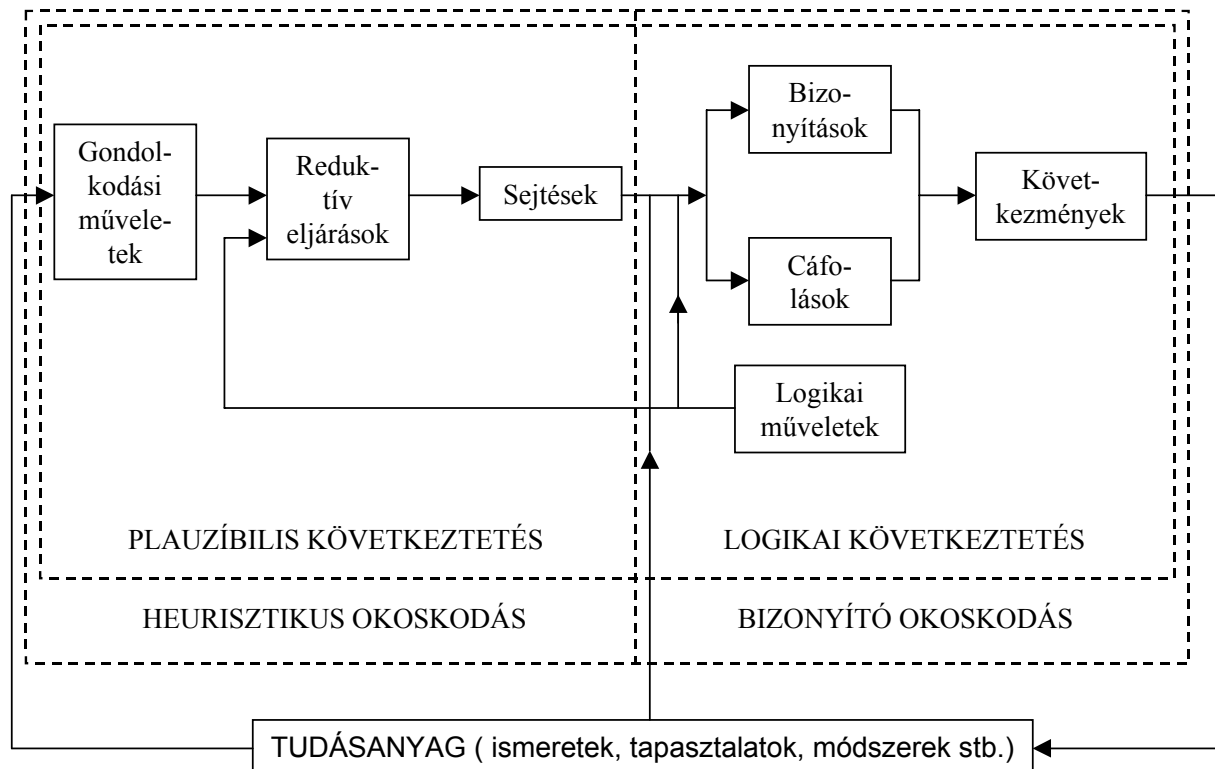 Gondol-
kodási
művele-
tek
Reduk-
tív
eljárások
Sejtések
Bizo-
nyítások
Cáfo-
lások
Követ-
kezmények
Logikai
műveletek
PLAUZÍBILIS KÖVETKEZTETÉS
LOGIKAI KÖVETKEZTETÉS
HEURISZTIKUS OKOSKODÁS
BIZONYÍTÓ OKOSKODÁS
TUDÁSANYAG ( ismeretek, tapasztalatok, módszerek stb.)